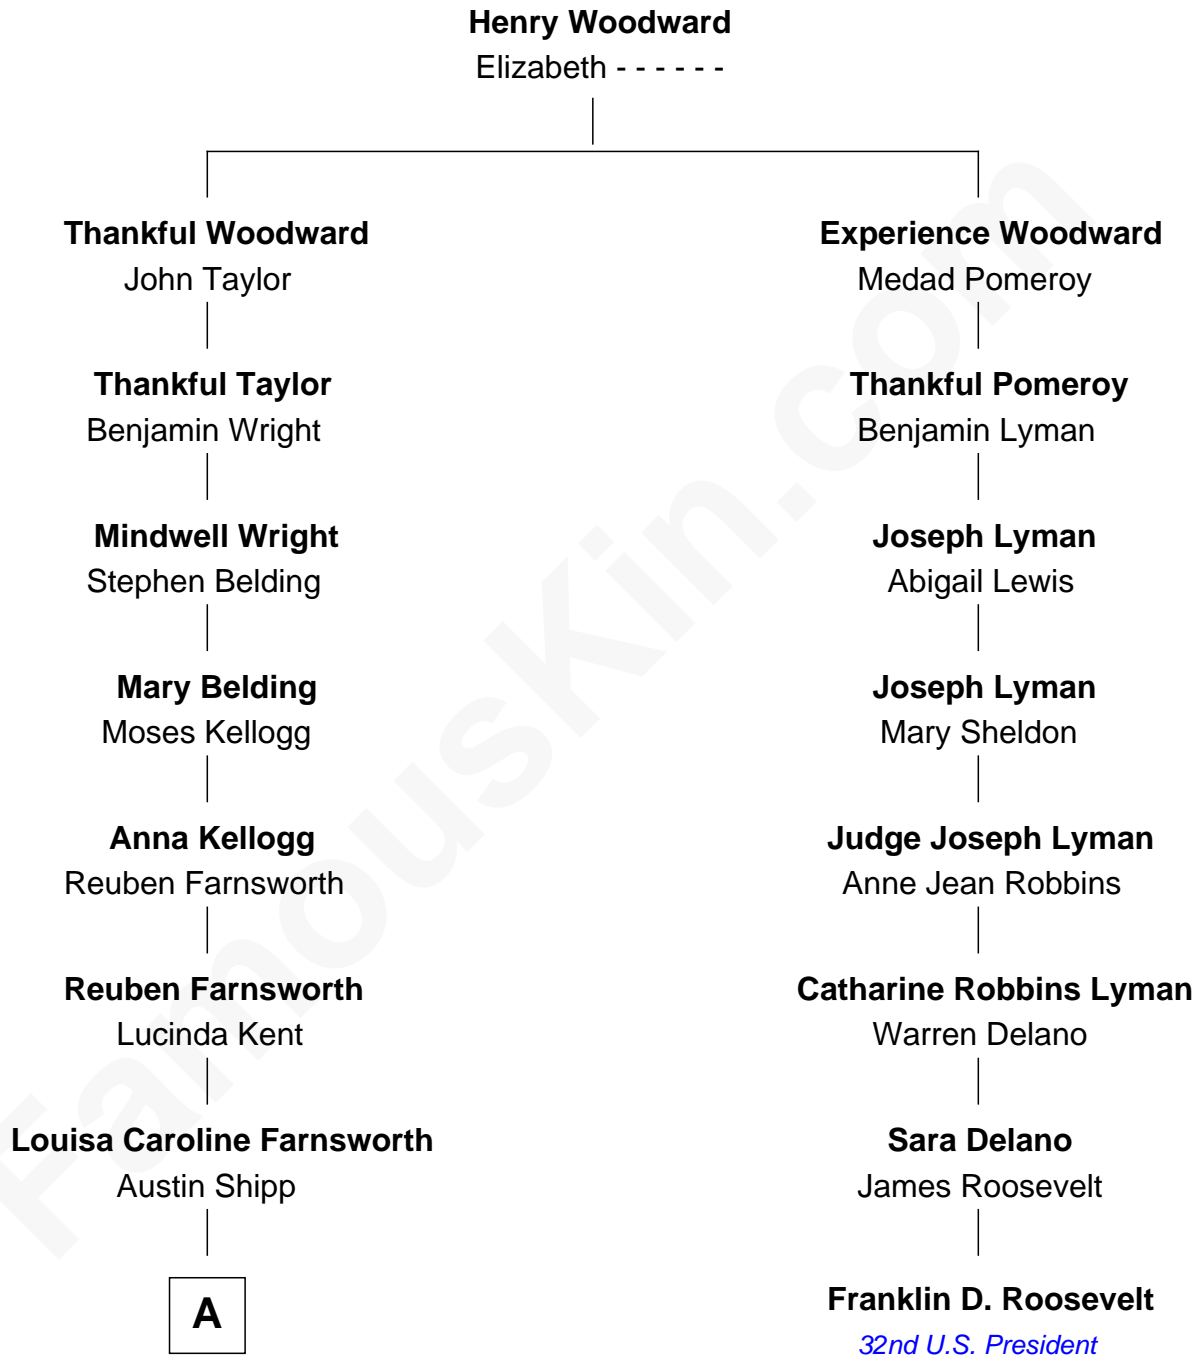 Henry Woodward
Elizabeth - - - - - -
Thankful Woodward
John Taylor
Experience Woodward
Medad Pomeroy
Thankful Taylor
Benjamin Wright
Thankful Pomeroy
Benjamin Lyman
Mindwell Wright
Stephen Belding
Joseph Lyman
Abigail Lewis
Mary Belding
Moses Kellogg
Joseph Lyman
Mary Sheldon
Anna Kellogg
Reuben Farnsworth
Judge Joseph Lyman
Anne Jean Robbins
Reuben Farnsworth
Lucinda Kent
Catharine Robbins Lyman
Warren Delano
Louisa Caroline Farnsworth
Austin Shipp
Sara Delano
James Roosevelt
A
Franklin D. Roosevelt
32nd U.S. President
FamousKin.com